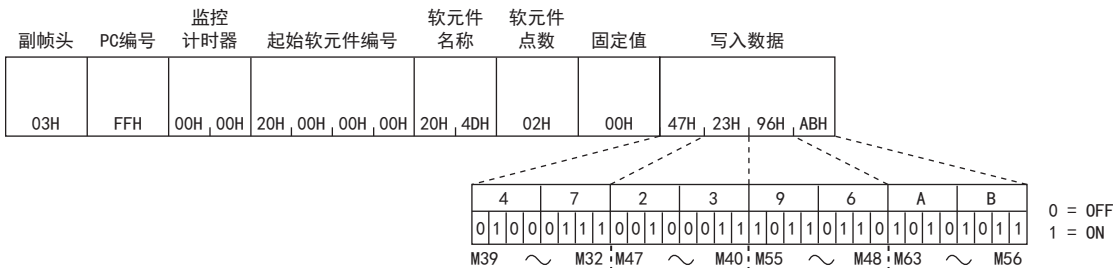 监控
计时器
软元件
名称
软元件
点数
副帧头 PC编号 起始软元件编号 固定值 写入数据
03H FFH 00H 00H 20H 00H 00H 00H 20H 4DH 02H 00H 47H 23H 96H ABH
4 7 2 3 9 6 A B
0 1 0 0 0 1 1 1 0 0 1 0 0 0 1 1 1 0 1 1 0 1 1 0 1 0 1 0 1 0 1 1
0 = OFF
1 = ON
M39 ～ M32 M47 ～ M40 M55 ～ M48 M63 ～ M56